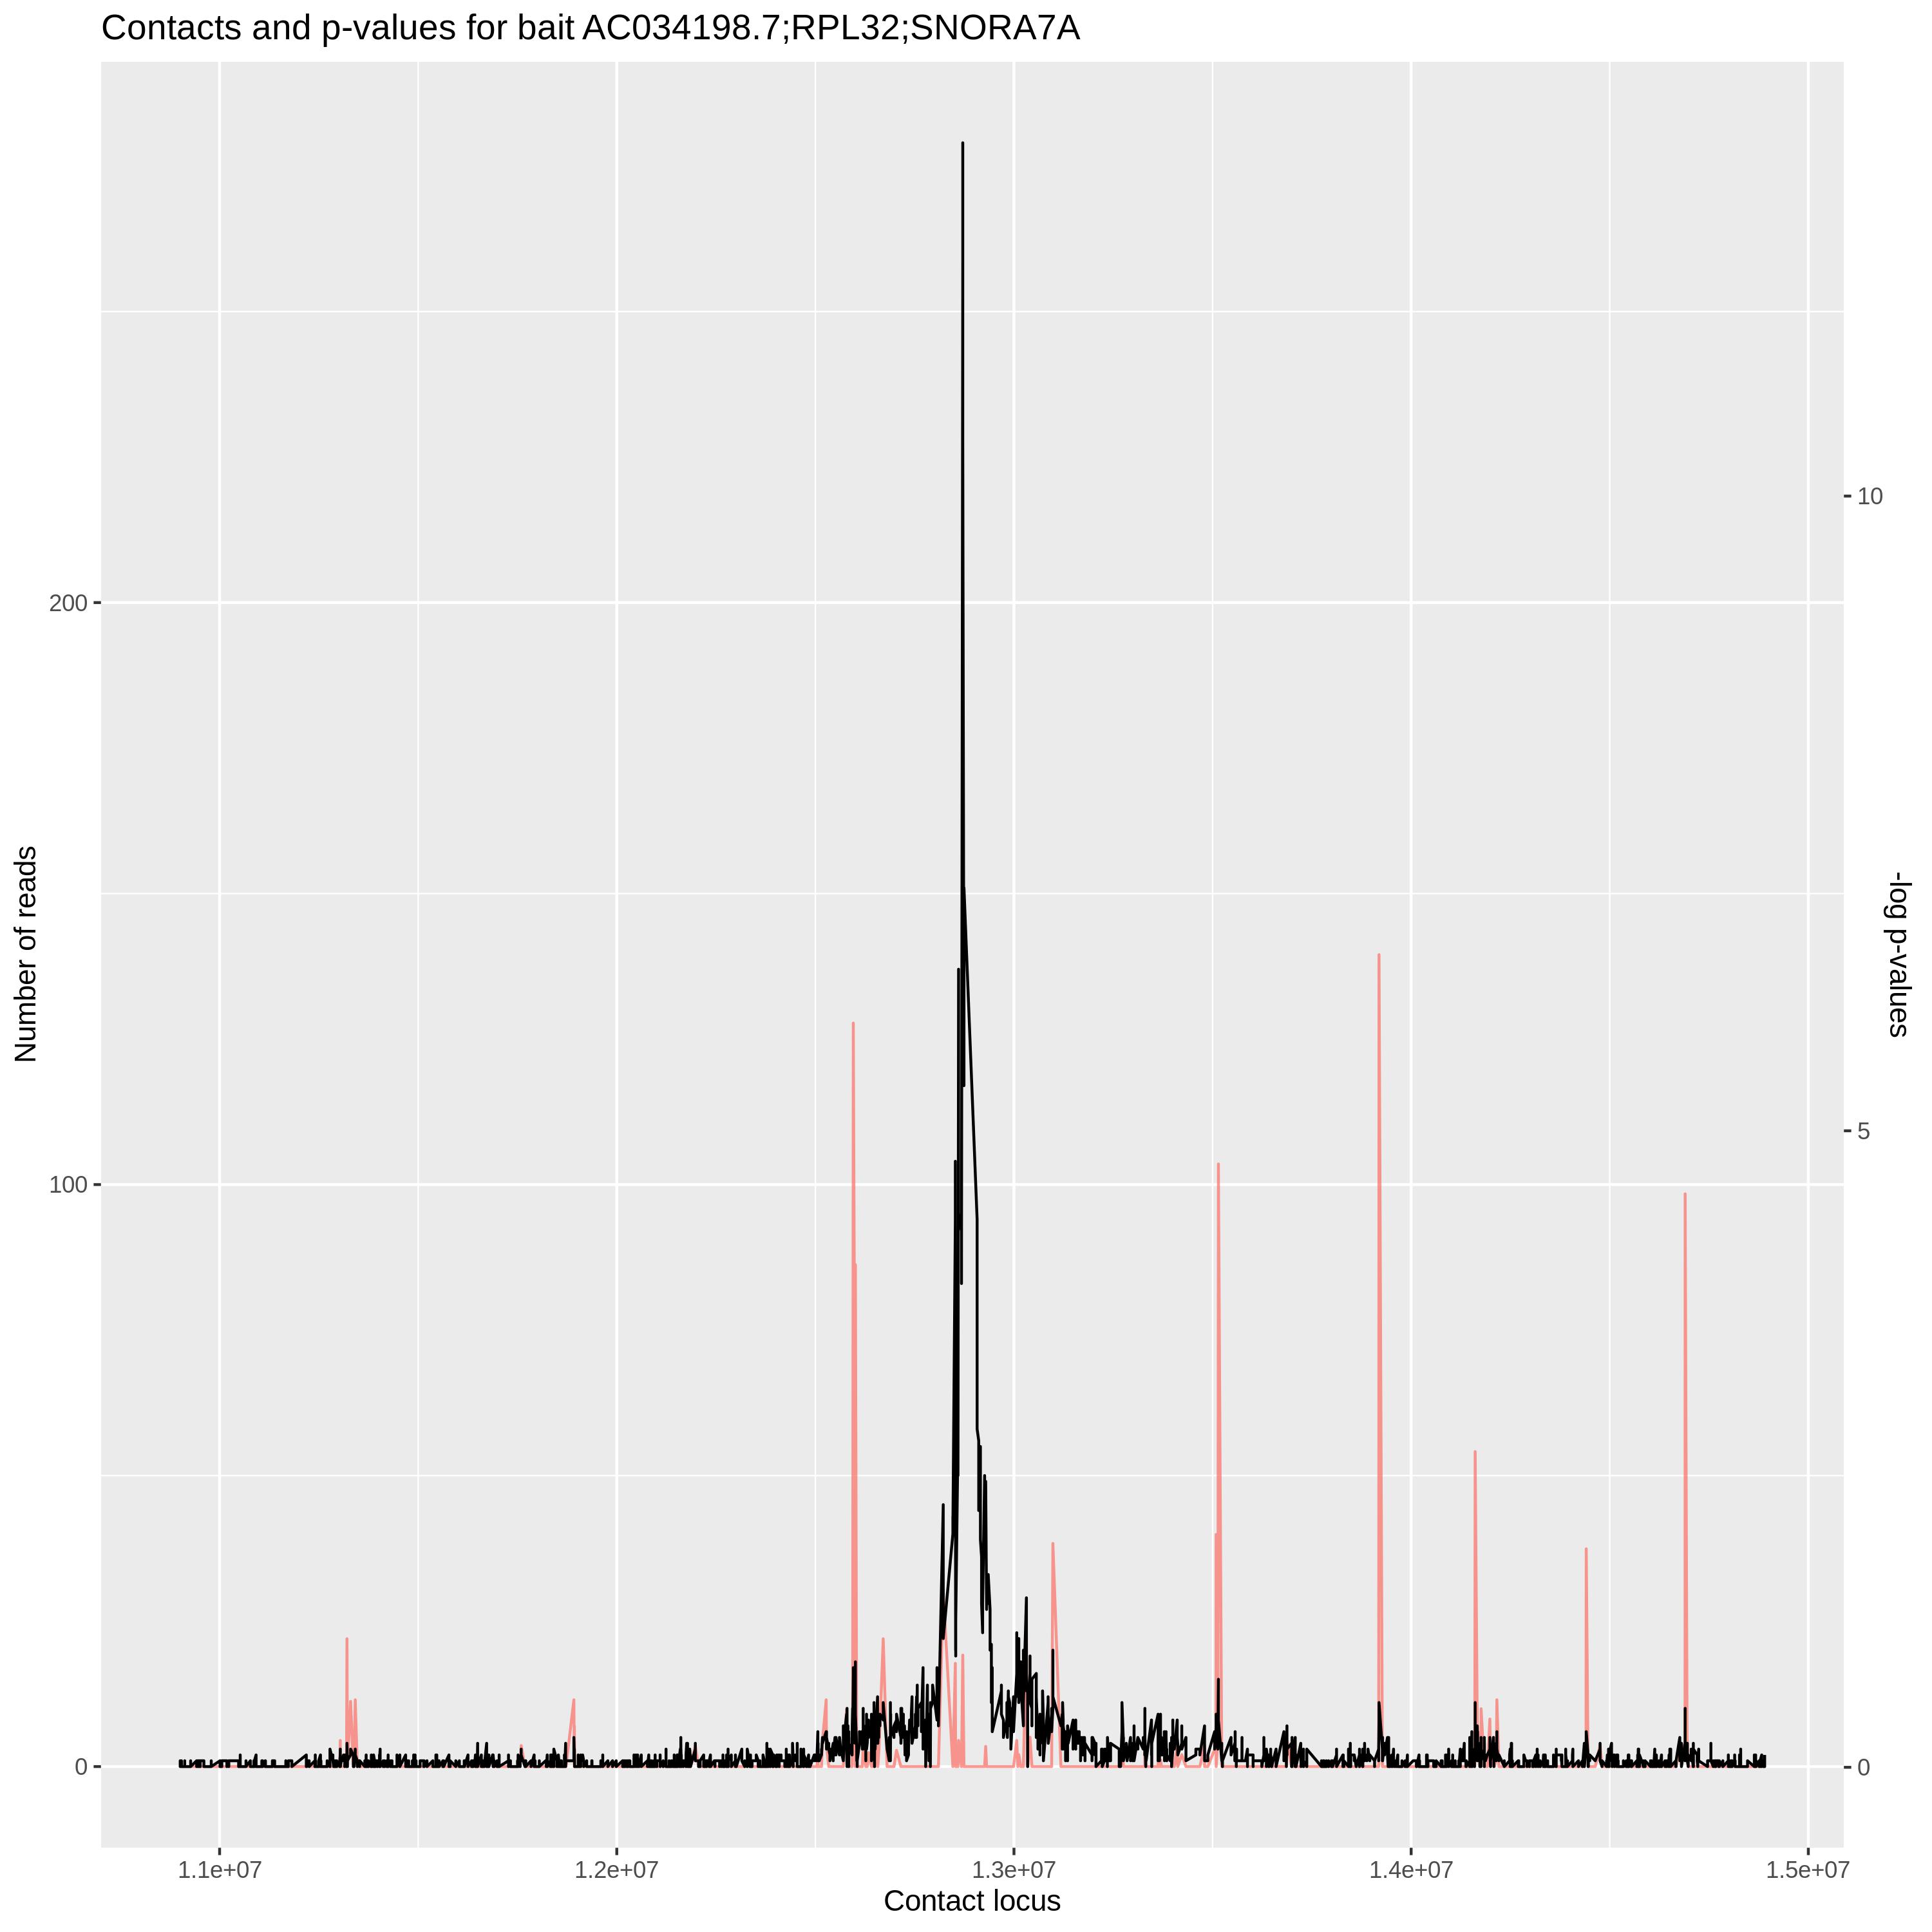 Contacts and p-values for bait AC034198.7;RPL32;SNORA7A
Number of reads
200
100
0
10
5
0
-log p-values
1.1e+07
1.2e+07
1.3e+07
1.4e+07
1.5e+07
Contact locus